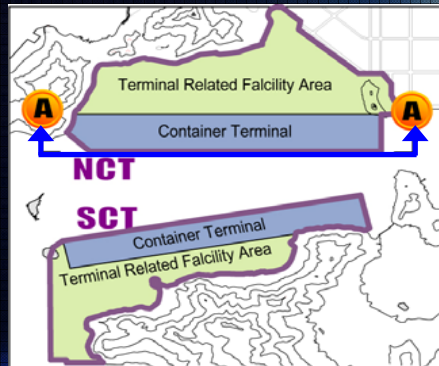 Terminal Related Falcility Area
A
A
Container Terminal
NCT
SCT
Container Terminal
Terminal Related Falcility Area